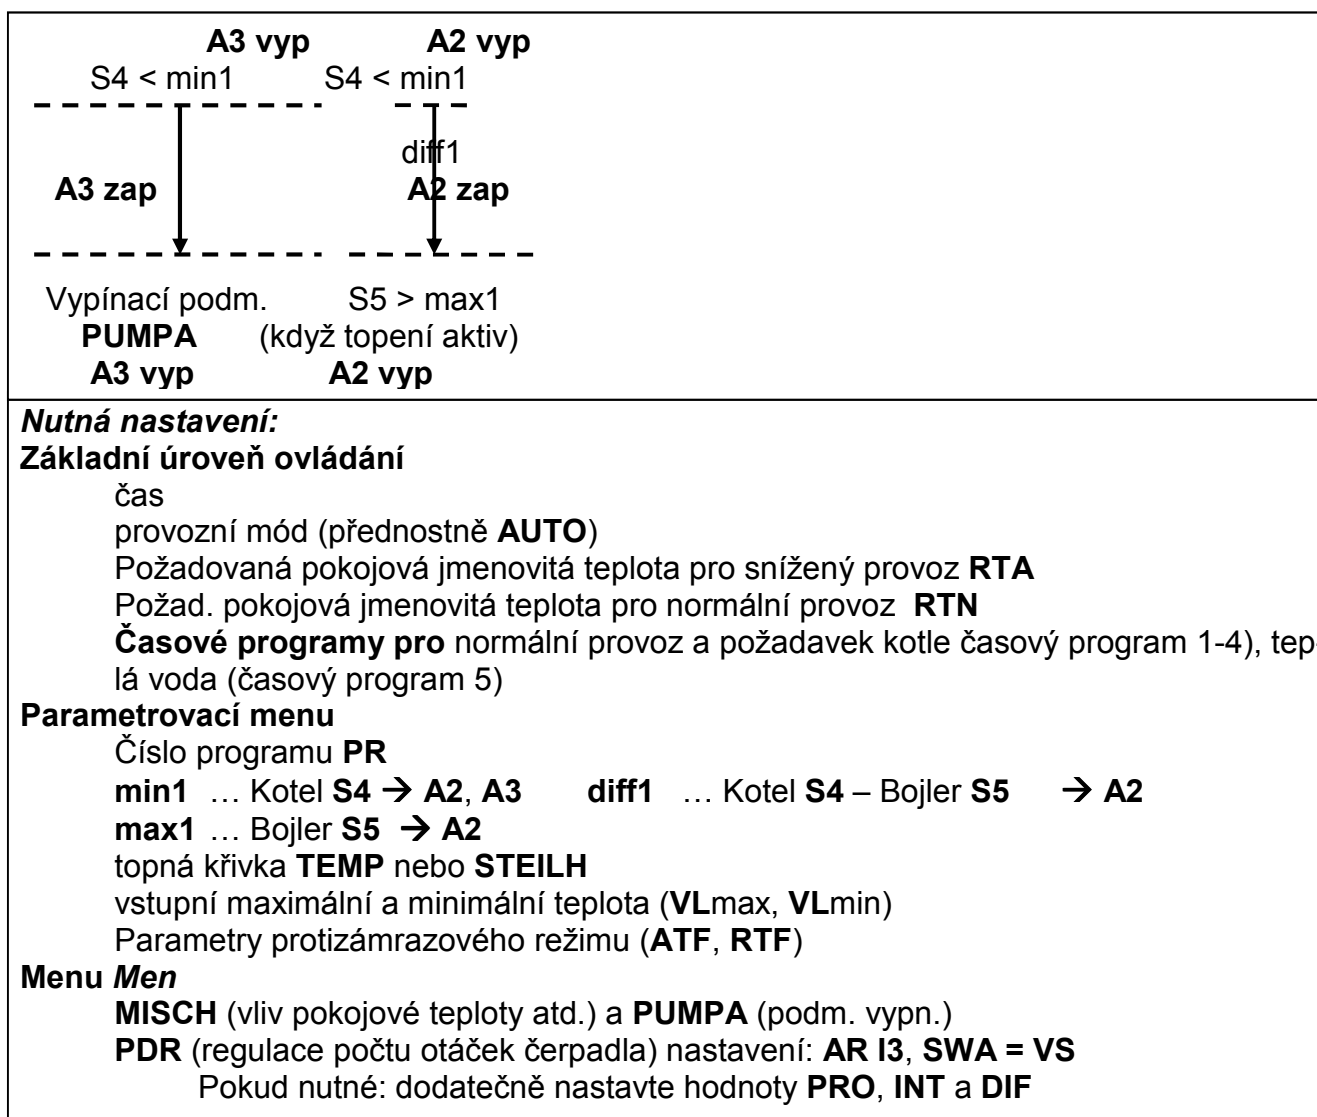 A3 vyp A2 vyp
S4 < min1 S4 < min1
diff1
A3 zap A2 zap
Vypínací podm. S5 > max1
PUMPA (když topení aktiv)
A3 vyp A2 vyp
Nutná nastavení:
Základní úroveň ovládání
čas
provozní mód (přednostně AUTO)
Požadovaná pokojová jmenovitá teplota pro snížený provoz RTA
Požad. pokojová jmenovitá teplota pro normální provoz RTN
Časové programy pro normální provoz a požadavek kotle časový program 1-4), tep-
lá voda (časový program 5)
Parametrovací menu
Číslo programu PR
min1 … Kotel S4 → A2, A3 diff1 … Kotel S4 – Bojler S5 → A2
max1 … Bojler S5 → A2
topná křivka TEMP nebo STEILH
vstupní maximální a minimální teplota (VLmax, VLmin)
Parametry protizámrazového režimu (ATF, RTF)
Menu Men
MISCH (vliv pokojové teploty atd.) a PUMPA (podm. vypn.)
PDR (regulace počtu otáček čerpadla) nastavení: AR I3, SWA = VS
Pokud nutné: dodatečně nastavte hodnoty PRO, INT a DIF